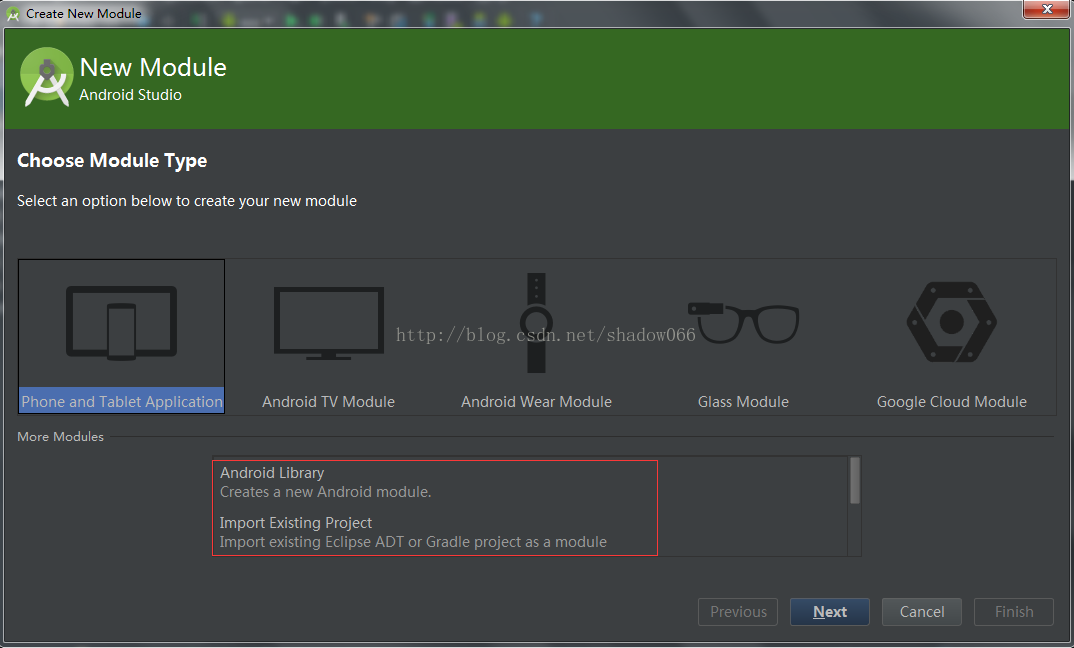 Create New Module
New Module
Android Studio
Choose Module Type
Select an option below to create your new module
http://blog.csdn.net/shadow066
Phone and Tablet Application
Android TV Module
Android Wear Module
Glass Module
Google Cloud Module
More Modules
Android Library
Creates a new Android module.
Import Existing Project
Import existing Eclipse ADT or Gradle project as a module
Previous
Next
Cancel
Finish